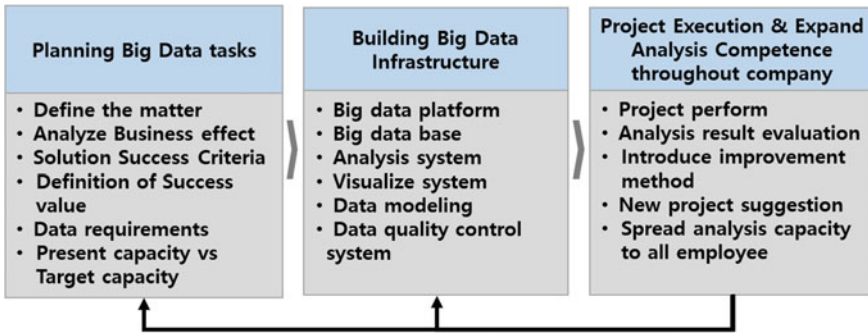 Planning Big Data tasks
• Define the matter
• Analyze Business effect
• Solution Success Criteria
• Definition of Success
value
• Data requirements
• Present capacity vs
Target capacity
Building Big Data
Infrastructure
• Big data platform
• Big data base
• Analysis system
• Visualize system
• Data modeling
• Data quality control
system
Project Execution & Expand
Analysis Competence
throughout company
• Project perform
• Analysis result evaluation
• Introduce improvement
method
• New project suggestion
• Spread analysis capacity
to all employee